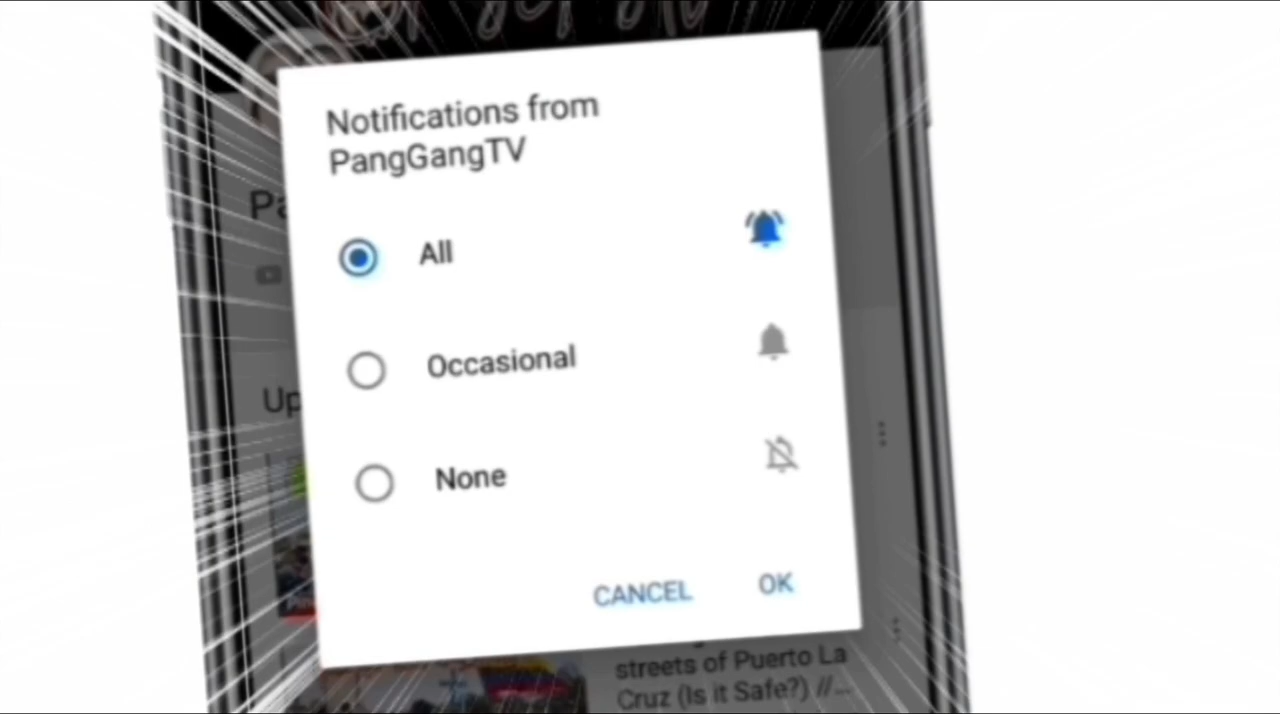 Notifications from
PangGangTV
All
Occasional
None
CANCEL
OK
streets of Puerto La
Cruz (Is it Safe?) //...